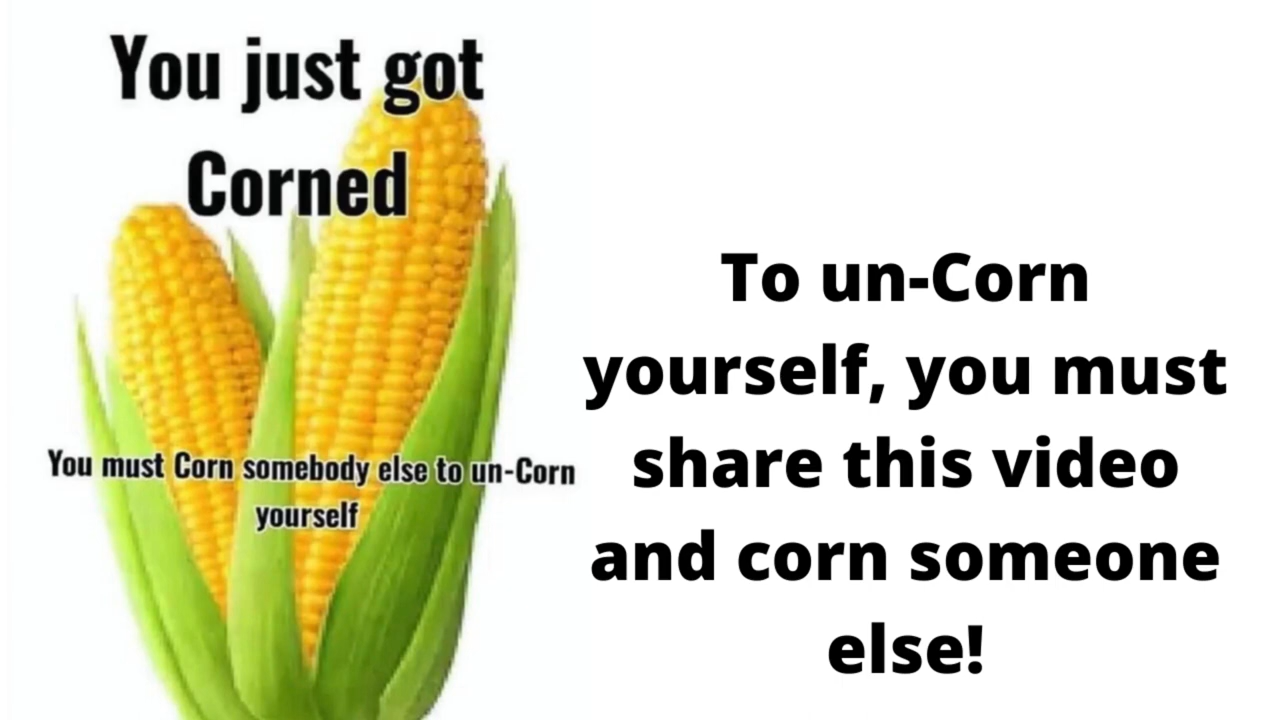 You just got
Corned
You must Corn somebody else to un-Corn
yourself
To un-Corn
yourself, you must
share this video
and corn someone
else!